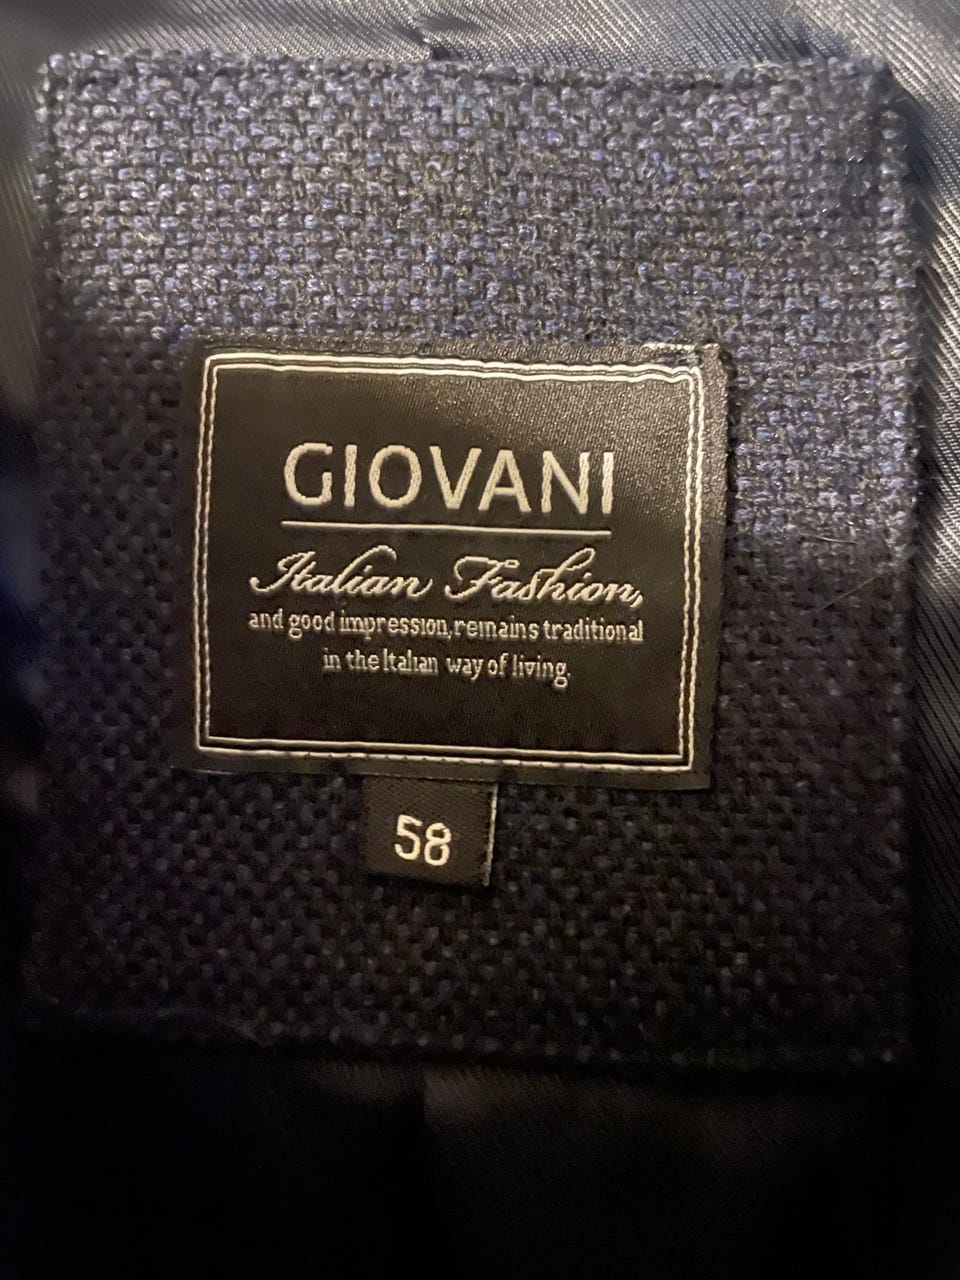 GIOVANI
Italian Fashion,
and good impression, remains traditional
in the Italian way of living.
58